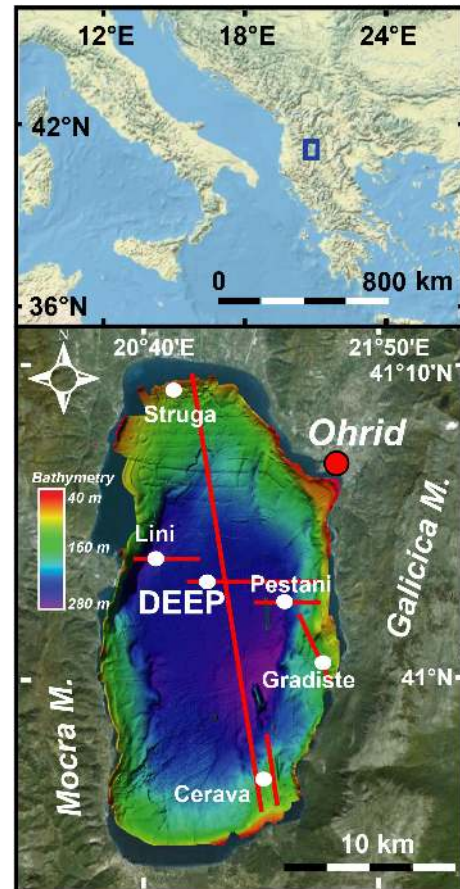 12°E 18°E 24°E
42°N
0 800 km
36°N
20°40'E 21°50'E
41°10'N
N
Struga
Ohrid
Bathymetry
40 m
160 m
280 m
Lini
DEEP
Pestani
Galicica M.
Gradiste
41°N
Mocra M.
Cerava
10 km